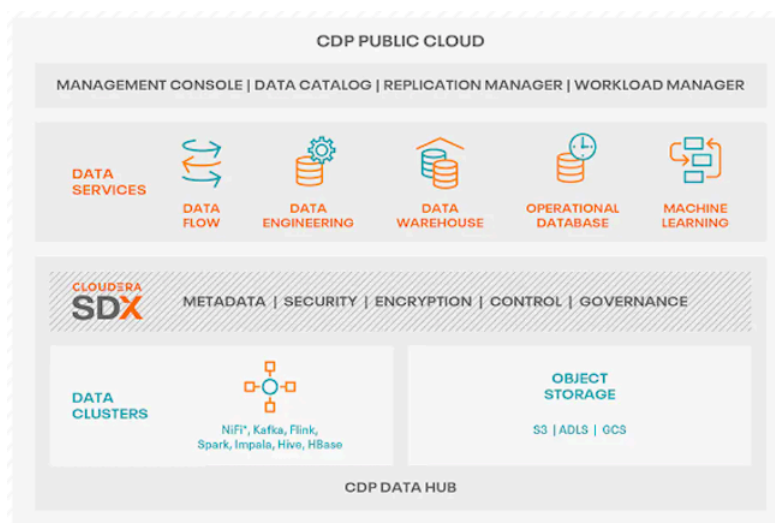 CDP PUBLIC CLOUD
MANAGEMENT CONSOLE | DATA CATALOG | REPLICATION MANAGER | WORKLOAD MANAGER
DATA
SERVICES
DATA
FLOW
DATA
ENGINEERING
DATA
WAREHOUSE
OPERATIONAL
DATABASE
MACHINE
LEARNING
CLOUDERA
SDX
METADATA | SECURITY | ENCRYPTION | CONTROL | GOVERNANCE
DATA
CLUSTERS
NiFi*, Kafka, Flink,
Spark, Impala, Hive, HBase
OBJECT
STORAGE
S3 | ADLS | GCS
CDP DATA HUB